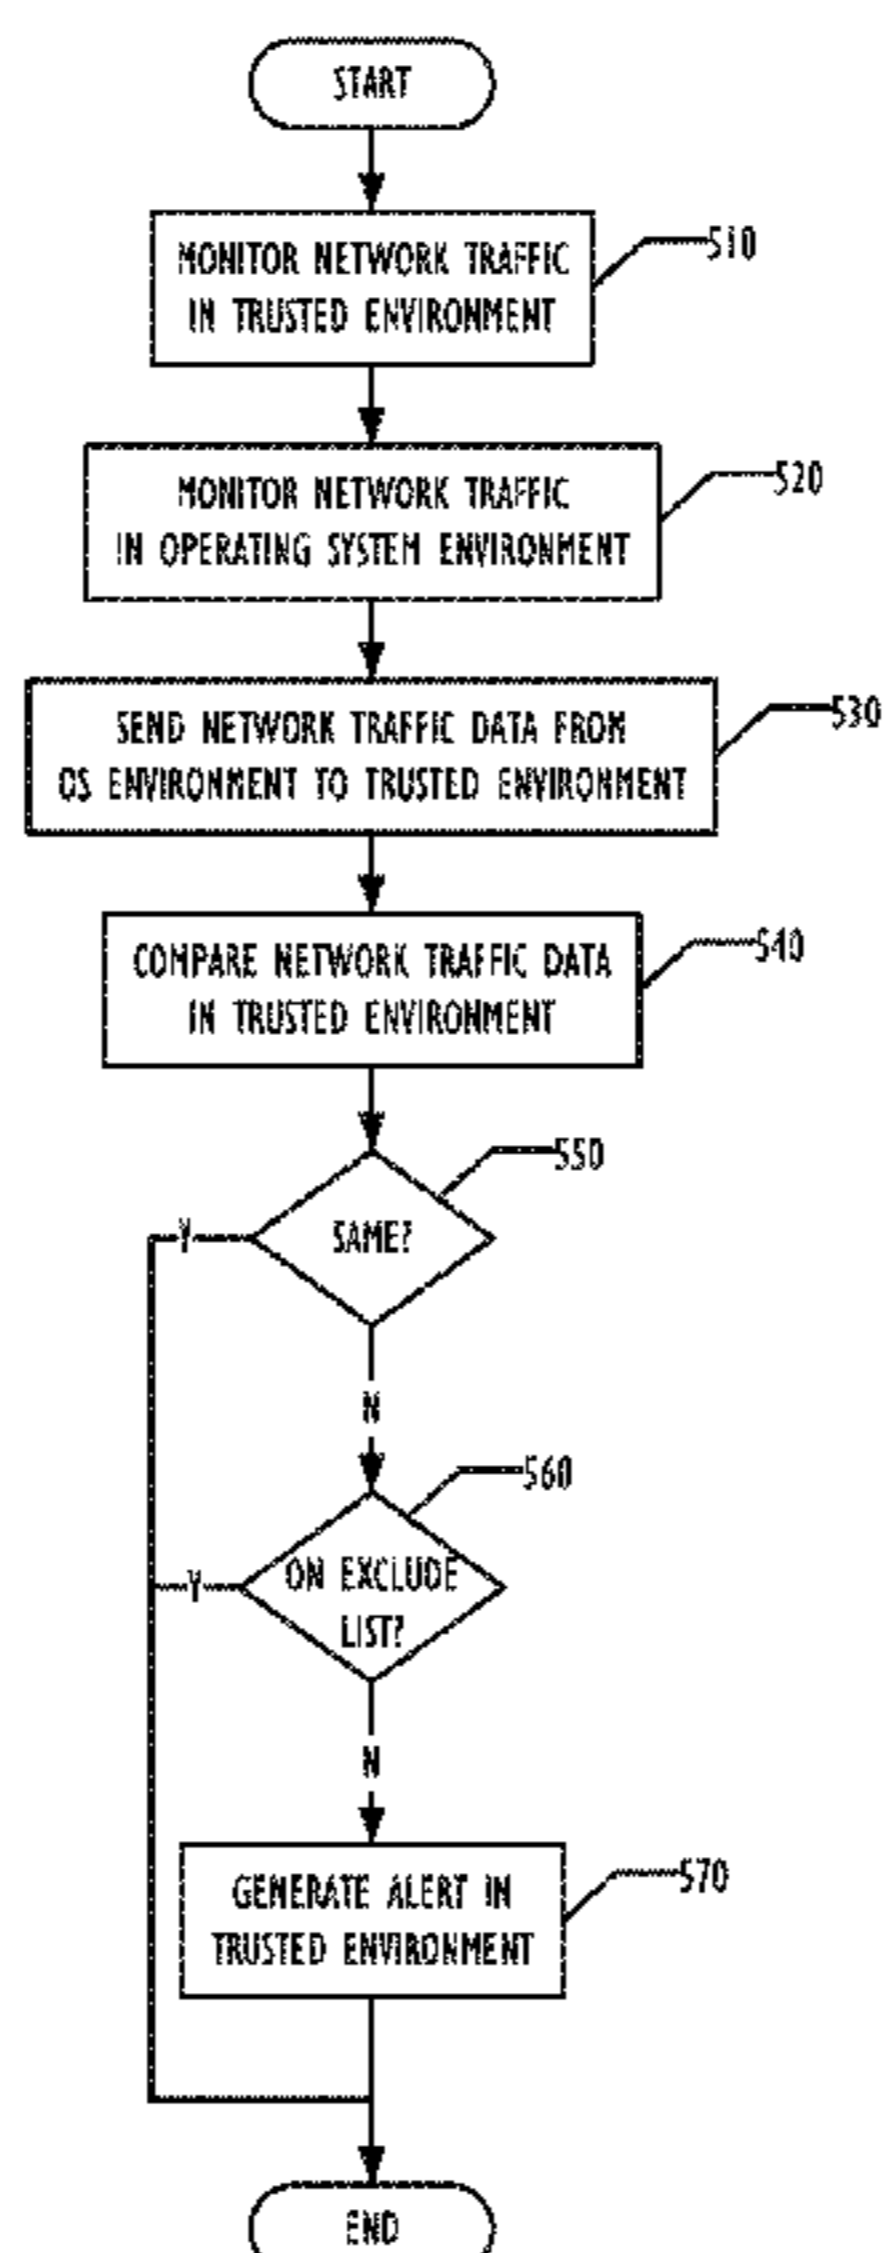 START
MONITOR NETWORK TRAFFIC
IN TRUSTED ENVIRONMENT
510
MONITOR NETWORK TRAFFIC
IN OPERATING SYSTEM ENVIRONMENT
520
SEND NETWORK TRAFFIC DATA FROM
OS ENVIRONMENT TO TRUSTED ENVIRONMENT
530
COMPARE NETWORK TRAFFIC DATA
IN TRUSTED ENVIRONMENT
540
550
SAME?
Y
N
560
ON EXCLUDE
LIST?
Y
N
GENERATE ALERT IN
TRUSTED ENVIRONMENT
570
END